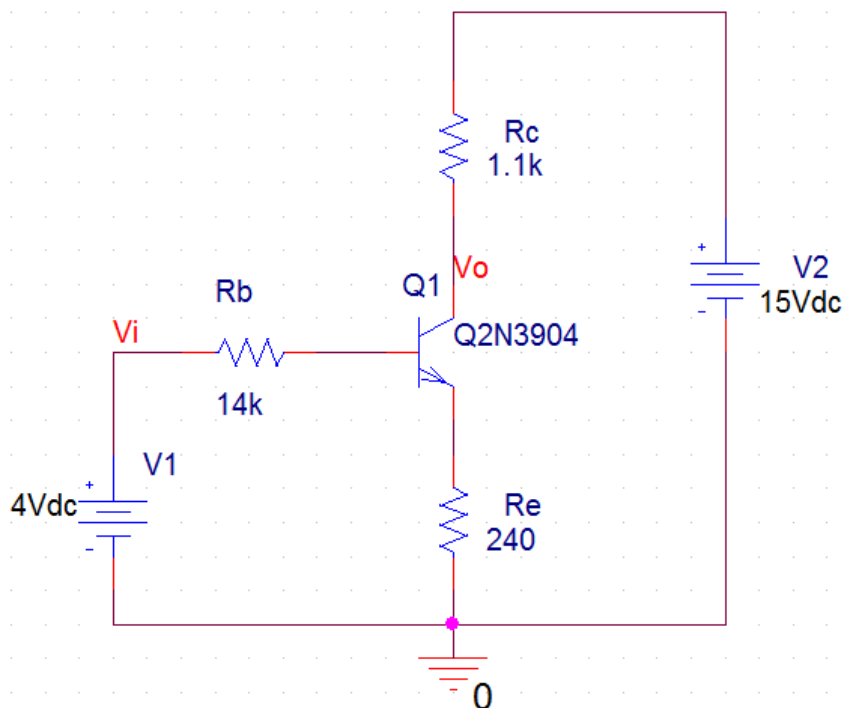 Rc
1.1k
Vo
V2
15Vdc
Q1
Rb
Q2N3904
Vi
14k
V1
4Vdc
Re
240
0